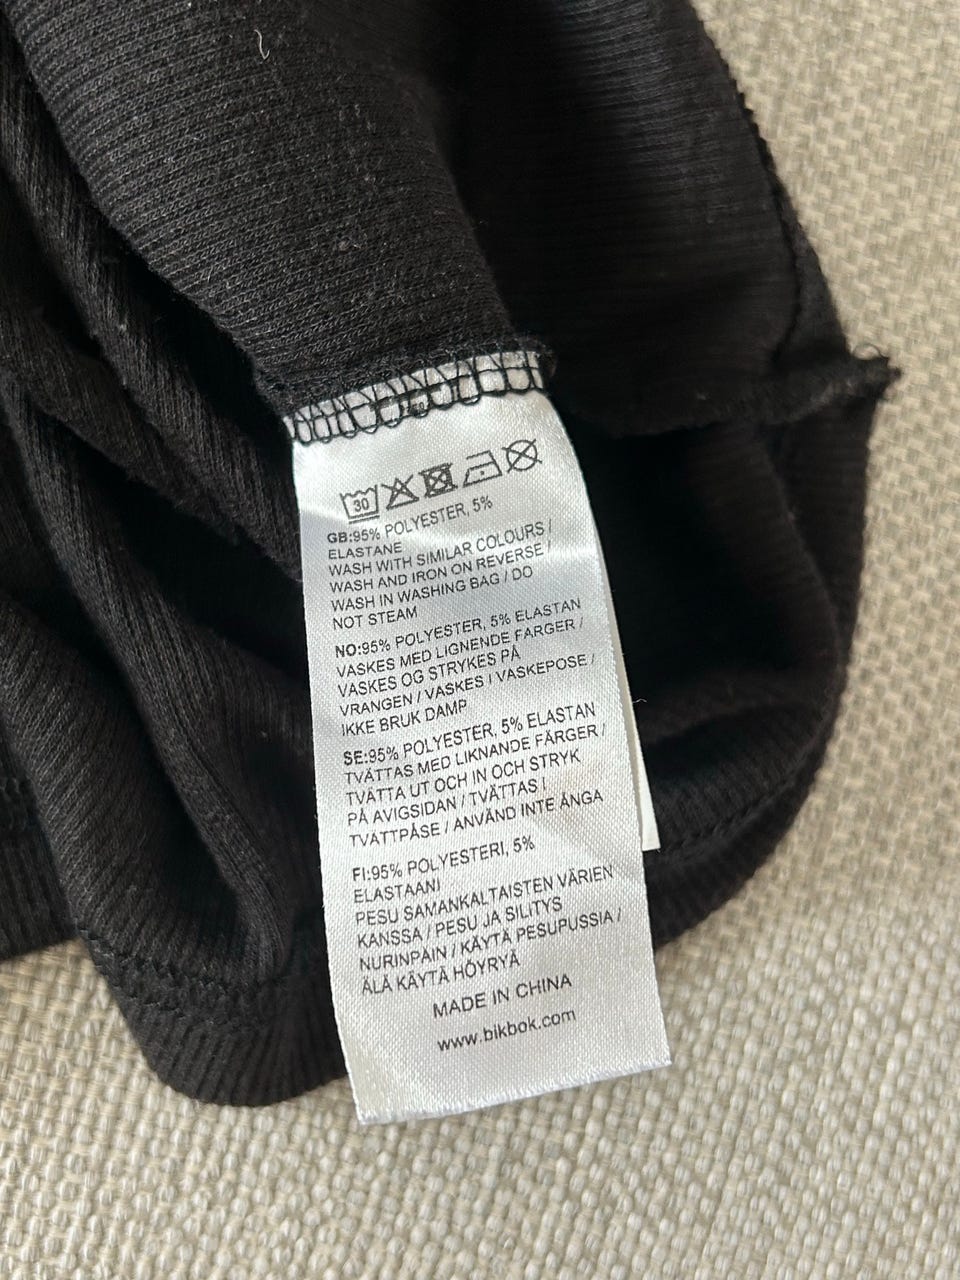 30
GB:95% POLYESTER, 5%
ELASTANE
WASH WITH SIMILAR COLOURS /
WASH AND IRON ON REVERSE /
WASH IN WASHING BAG / DO
NOT STEAM
NO:95% POLYESTER, 5% ELASTAN
VASKES MED LIGNENDE FARGER /
VASKES OG STRYKES PÅ
VRANGEN / VASKES I VASKEPOSE /
IKKE BRUK DAMP
SE:95% POLYESTER, 5% ELASTAN
TVÄTTAS MED LIKNANDE FÄRGER /
TVÄTTA UT OCH IN OCH STRYK
PÅ AVIGSIDAN / TVÄTTAS I
TVÄTTPÅSE / ANVÄND INTE ÅNGA
FI:95% POLYESTERI, 5%
ELASTAANI
PESU SAMANKALTAISTEN VÄRIEN
KANSSA / PESU JA SILITYS
NURINPÄIN / KÄYTÄ PESUPUSSIA /
ÄLÄ KÄYTÄ HÖYRYÄ
MADE IN CHINA
www.bikbok.com